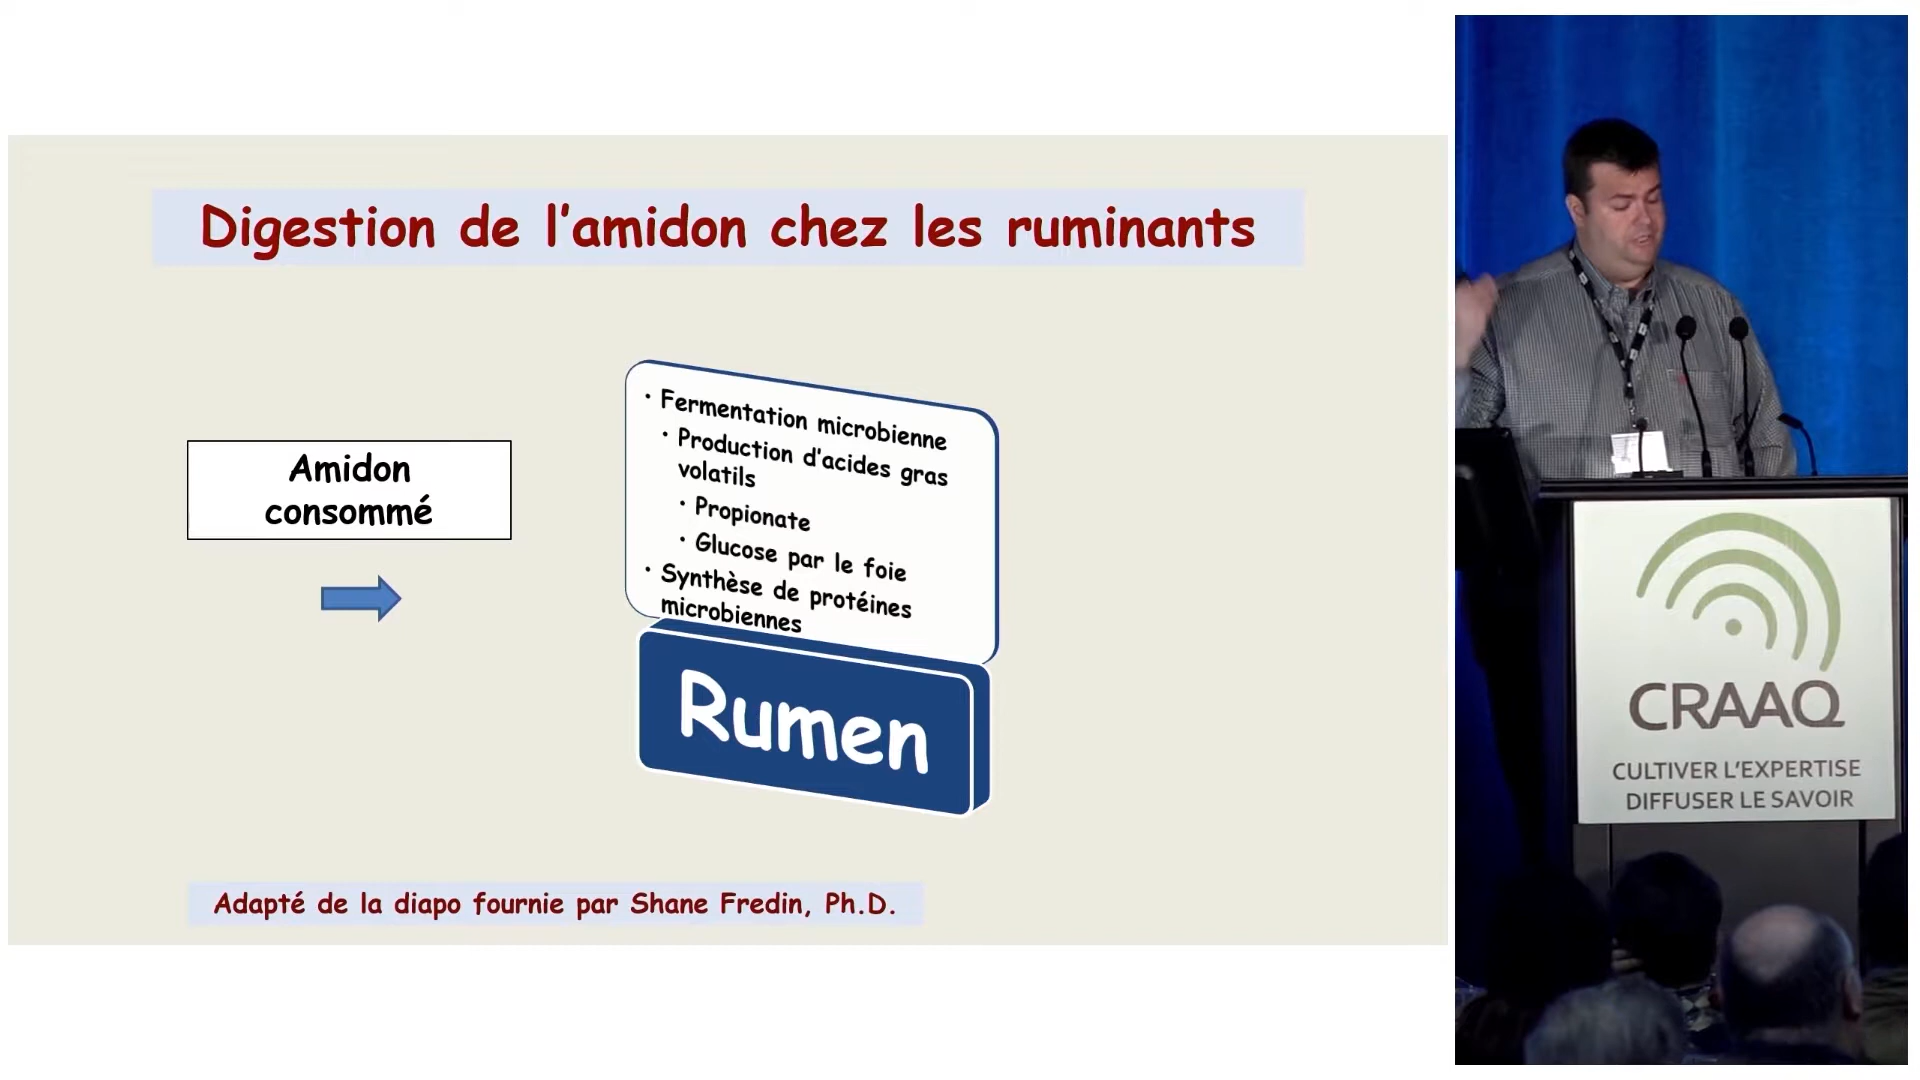 Digestion de l'amidon chez les ruminants
Amidon
consommé
• Fermentation microbienne
• Production d'acides gras
volatils
• Propionate
• Glucose par le foie
• Synthèse de protéines
microbiennes
Rumen
Adapté de la diapo fournie par Shane Fredin, Ph.D.
CRAAQ
CULTIVER L'EXPERTISE
DIFFUSER LE SAVOIR